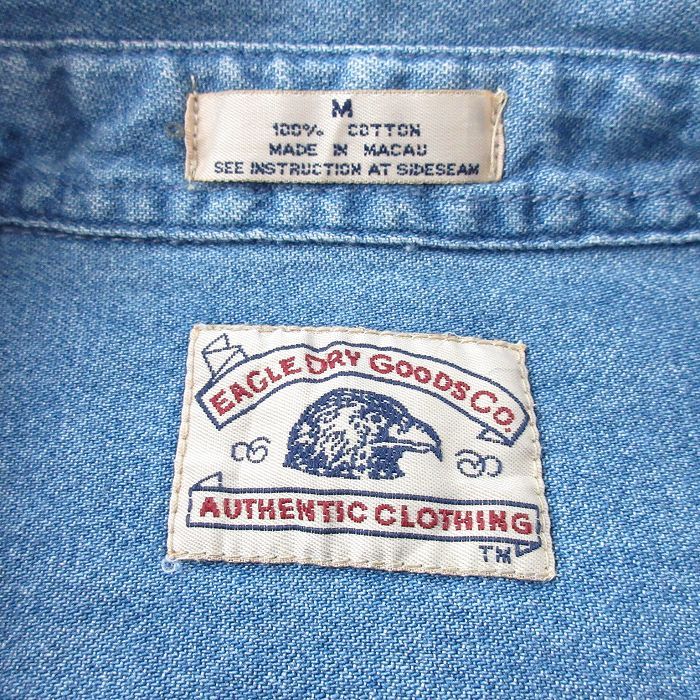 M
100% COTTON
MADE IN MACAU
SEE INSTRUCTION AT SIDESEAM
EAGLE DRY GOODS CO.
AUTHENTIC CLOTHING
TM